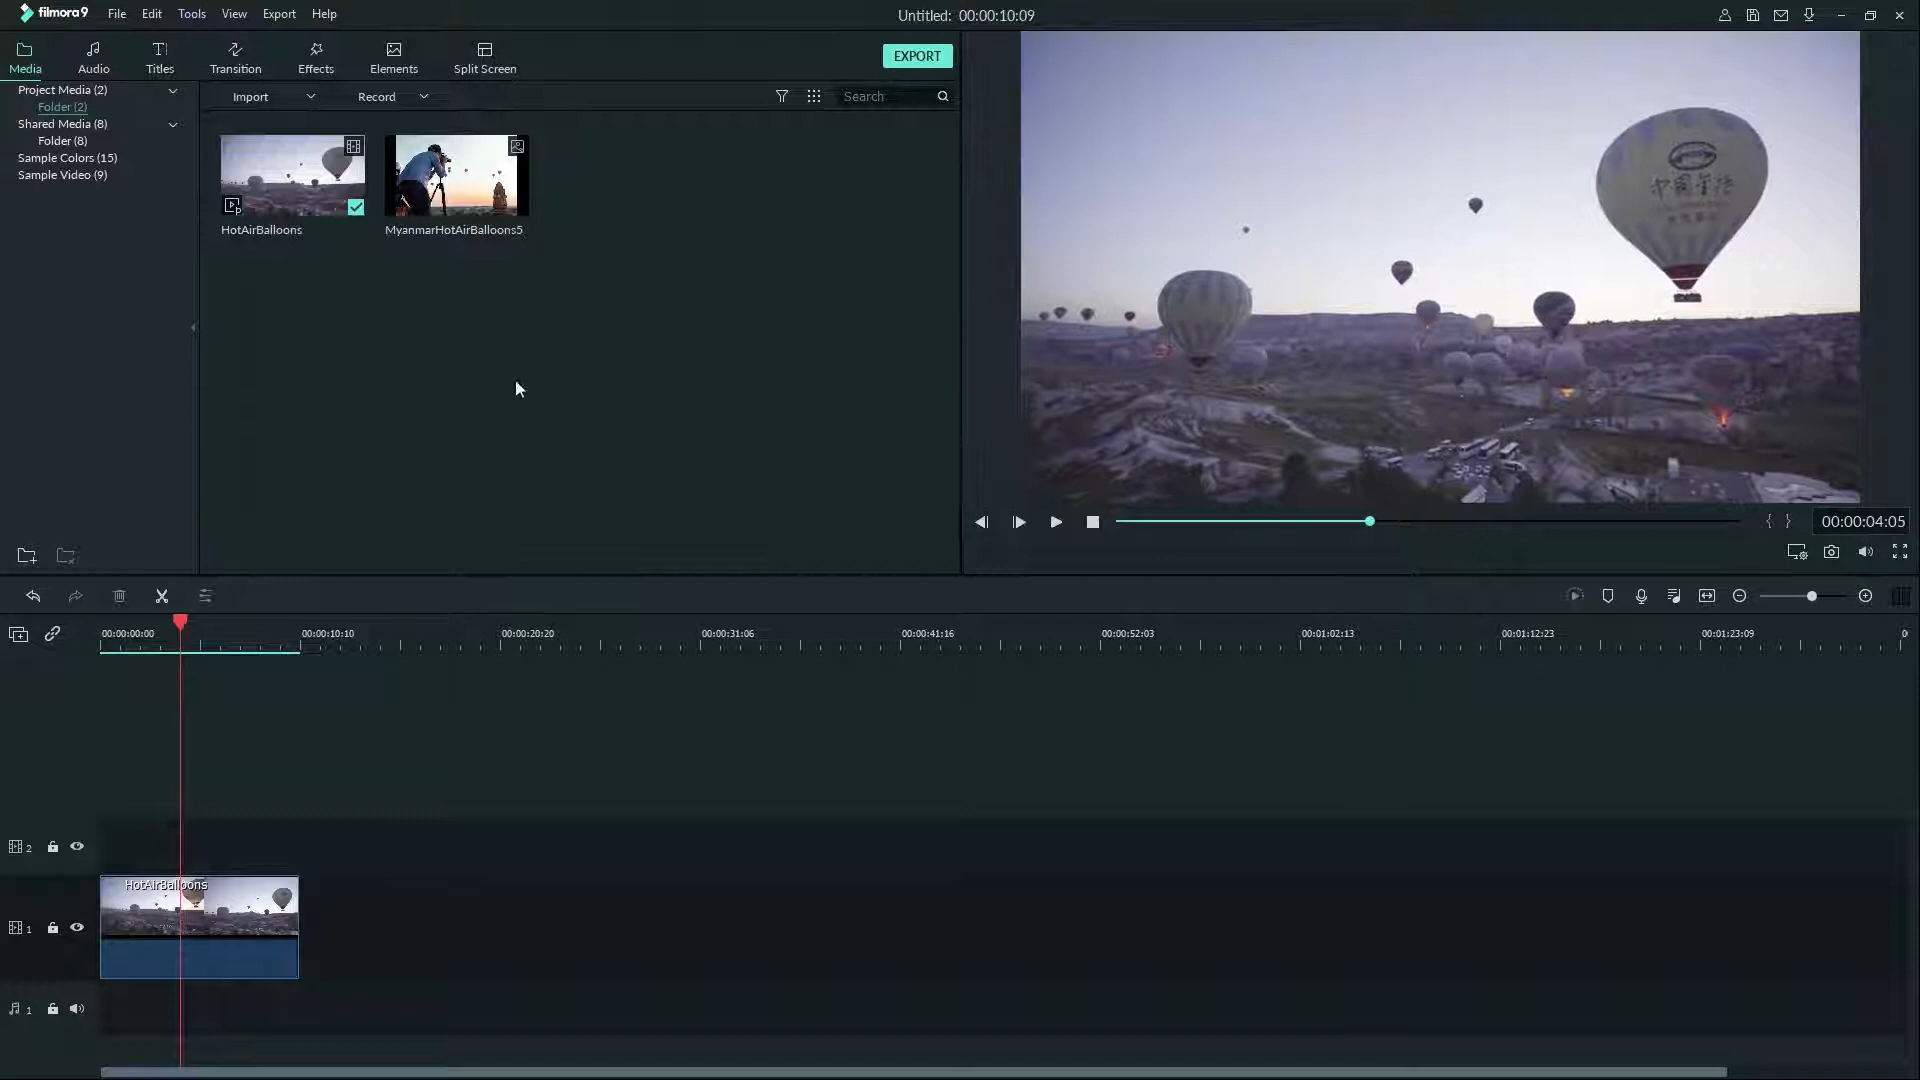 filmora9 File Edit Tools View Export Help
Untitled: 00:00:10:09
Media Audio Titles Transition Effects Elements Split Screen
EXPORT
Project Media (2)
Folder (2)
Shared Media (8)
Folder (8)
Sample Colors (15)
Sample Video (9)
Import Record Search
HotAirBalloons MyanmarHotAirBalloons5
00:00:04:05
00:00:00:00 00:00:10:10 00:00:20:20 00:00:31:06 00:00:41:16 00:00:52:03 00:01:02:13 00:01:12:23 00:01:23:09 0
2
HotAirBalloons
1
1